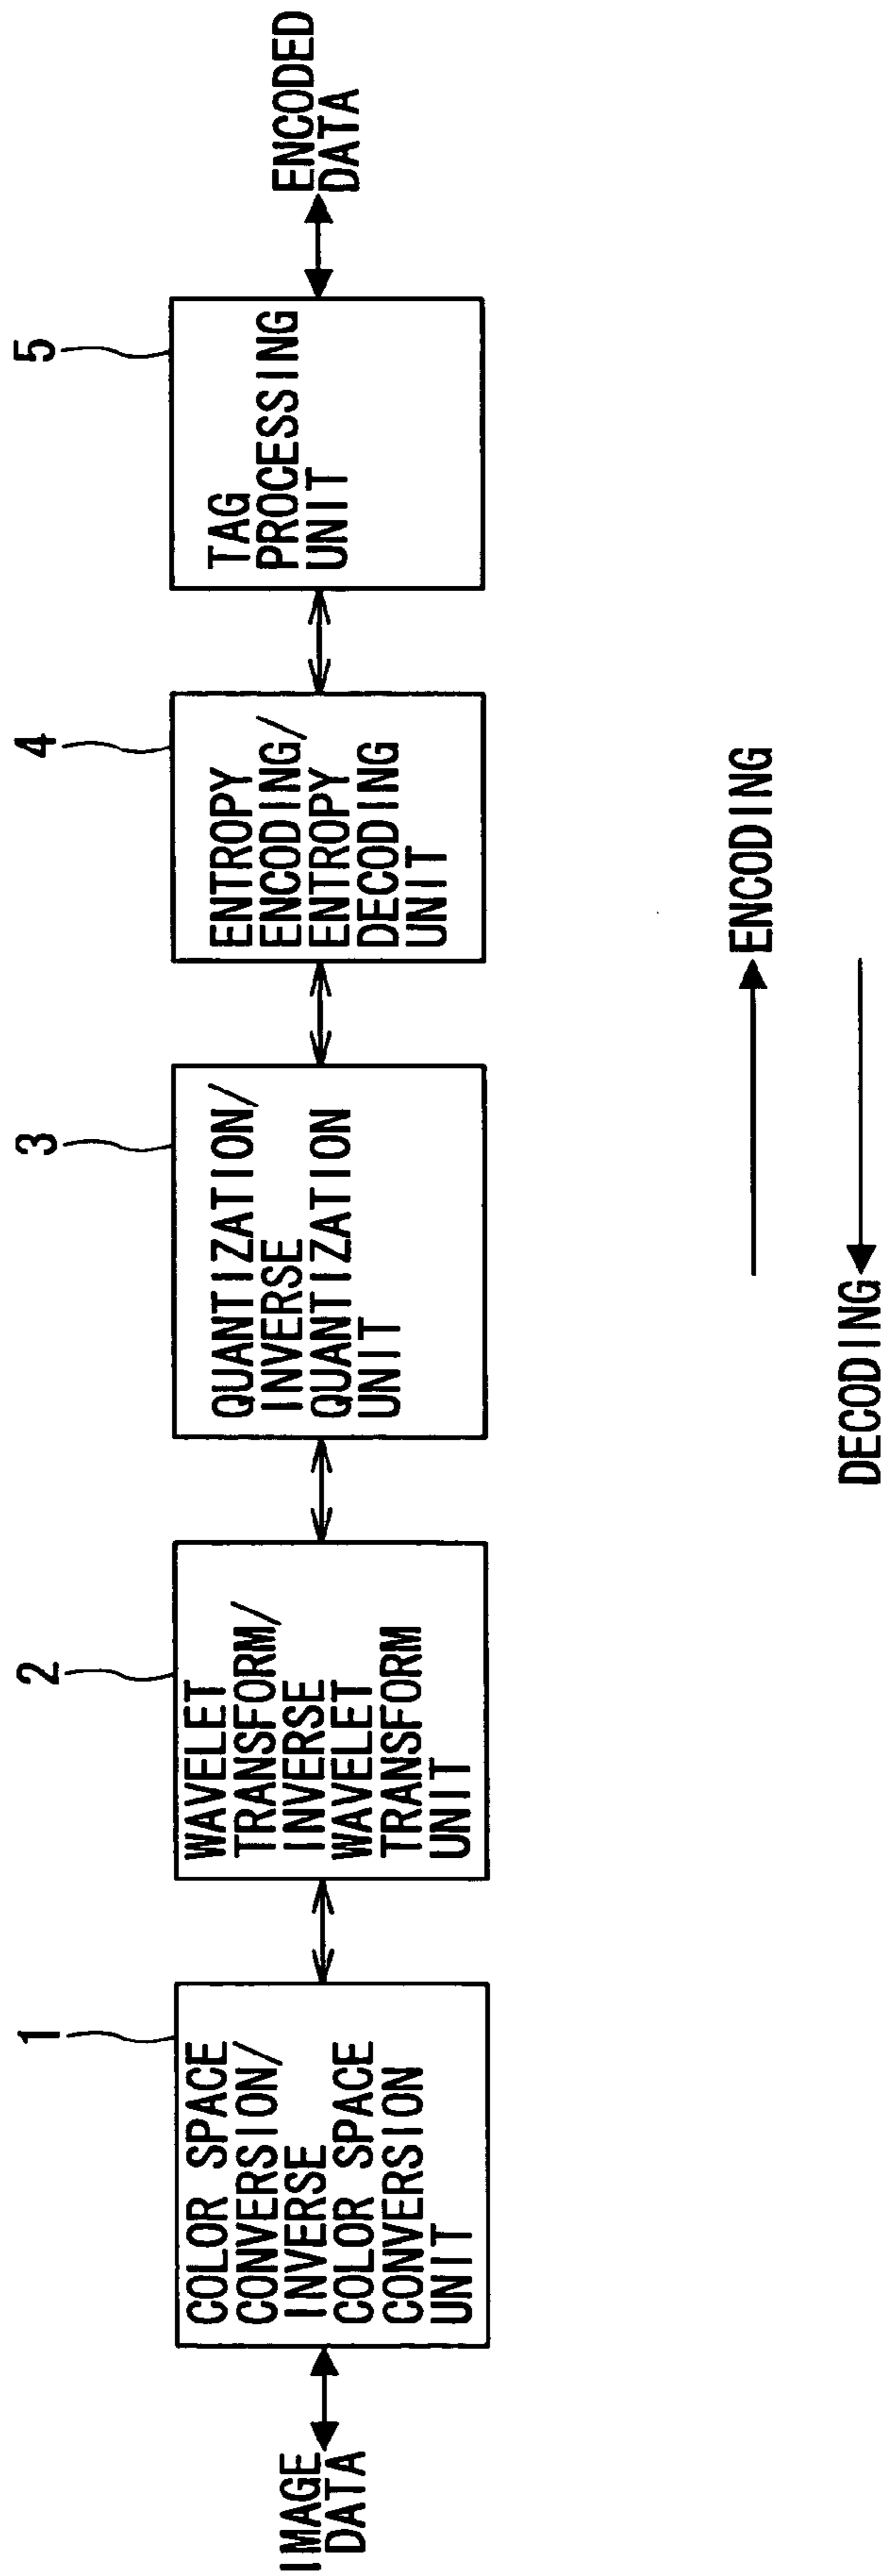 1
COLOR SPACE
CONVERSION/
INVERSE
COLOR SPACE
CONVERSION
UNIT
2
WAVELET
TRANSFORM/
INVERSE
WAVELET
TRANSFORM
UNIT
3
QUANTIZATION/
INVERSE
QUANTIZATION
UNIT
4
ENTROPY
ENCODING/
ENTROPY
DECODING
UNIT
5
TAG
PROCESSING
UNIT
IMAGE
DATA
ENCODED
DATA
ENCODING
DECODING